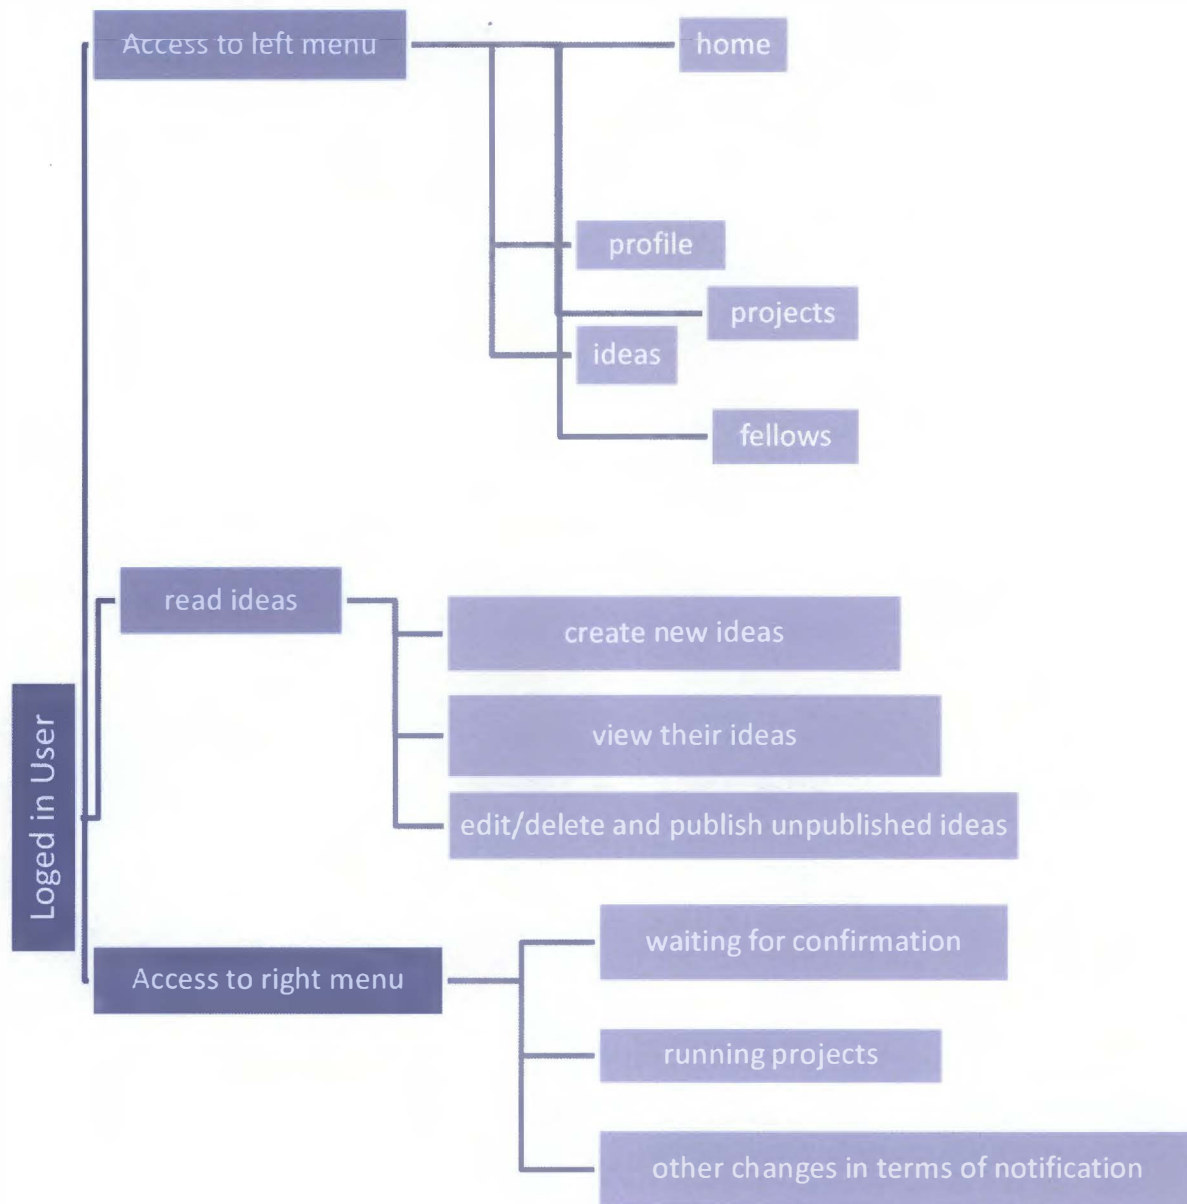 Access to left menu
home
profile
projects
ideas
fellows
read ideas
create new ideas
view their ideas
edit/delete and publish unpublished ideas
Loged in User
Access to right menu
waiting for confirmation
running projects
other changes in terms of notification